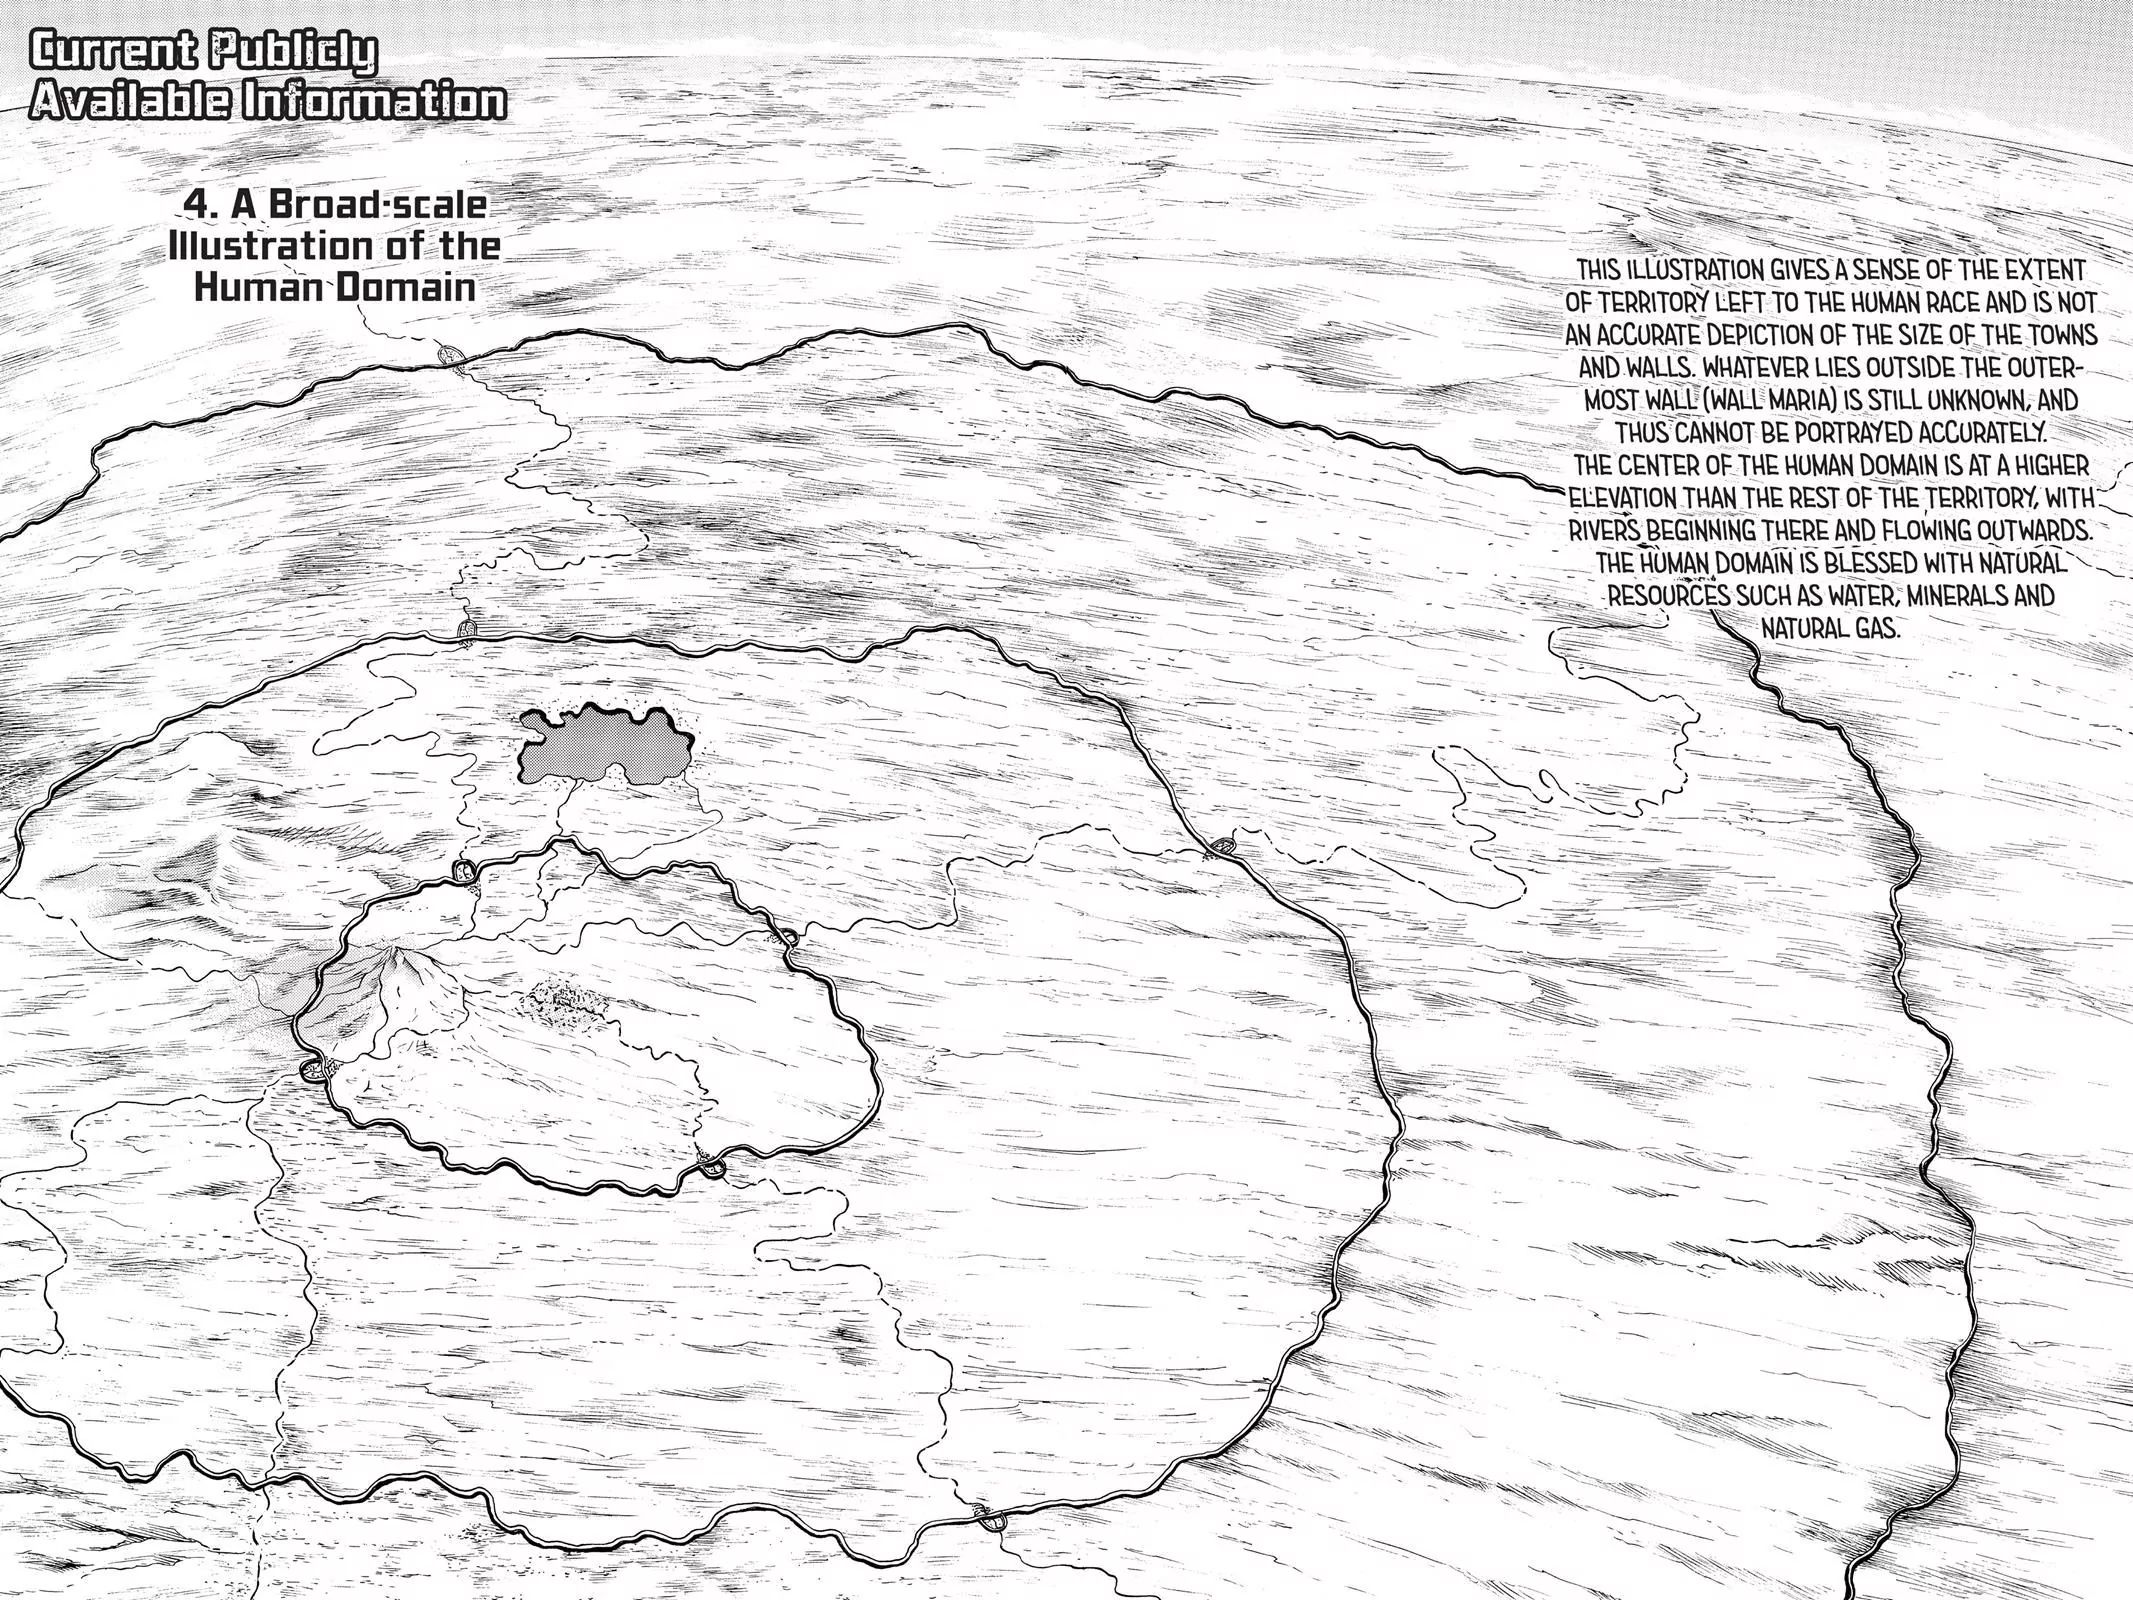 Current Publicly
Available Information
4. A Broad-scale
Illustration of the
Human Domain
THIS ILLUSTRATION GIVES A SENSE OF THE EXTENT
OF TERRITORY LEFT TO THE HUMAN RACE AND IS NOT
AN ACCURATE DEPICTION OF THE SIZE OF THE TOWNS
AND WALLS. WHATEVER LIES OUTSIDE THE OUTER-
MOST WALL (WALL MARIA) IS STILL UNKNOWN, AND
THUS CANNOT BE PORTRAYED ACCURATELY.
THE CENTER OF THE HUMAN DOMAIN IS AT A HIGHER
ELEVATION THAN THE REST OF THE TERRITORY, WITH
RIVERS BEGINNING THERE AND FLOWING OUTWARDS.
THE HUMAN DOMAIN IS BLESSED WITH NATURAL
RESOURCES SUCH AS WATER, MINERALS AND
NATURAL GAS.